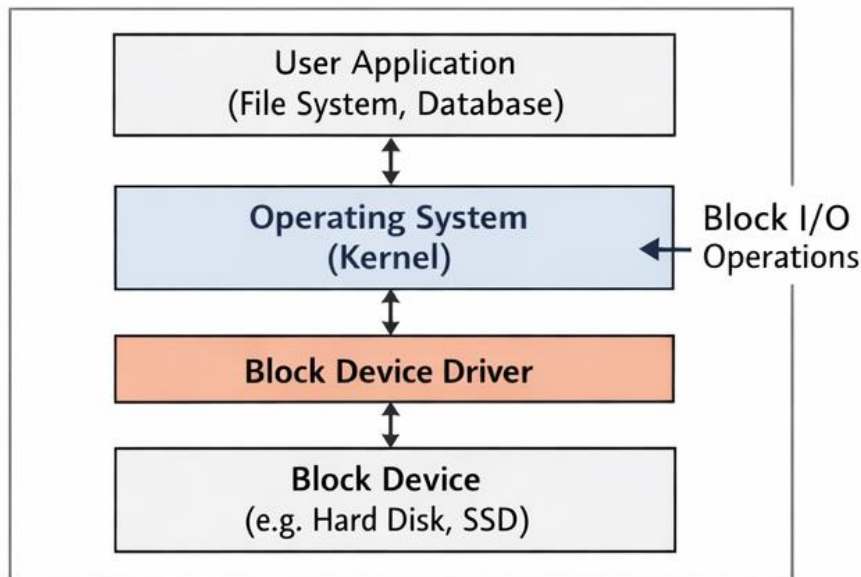 User Application
(File System, Database)
Operating System
(Kernel)
Block I/O
Operations
Block Device Driver
Block Device
(e.g. Hard Disk, SSD)